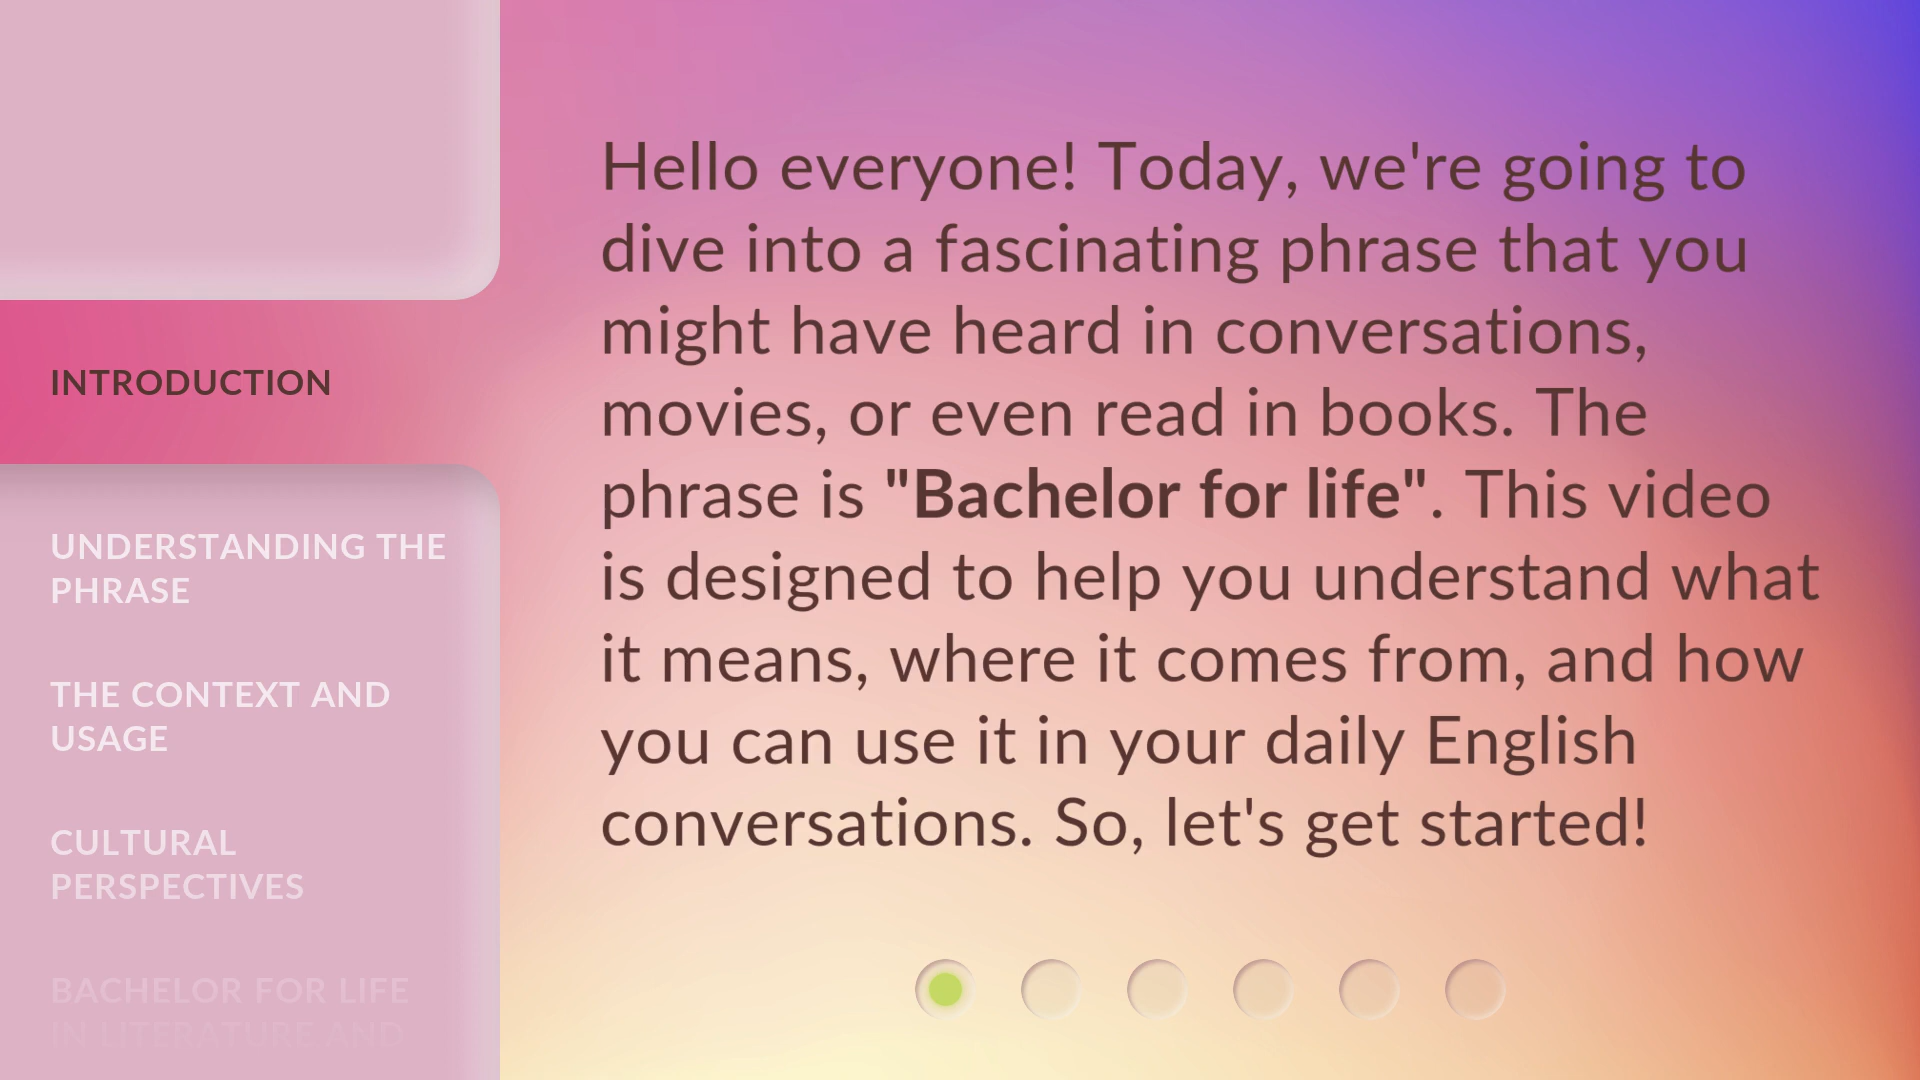 INTRODUCTION
UNDERSTANDING THE
PHRASE
THE CONTEXT AND
USAGE
CULTURAL
PERSPECTIVES
BACHELOR FOR LIFE
IN LITERATURE AND
Hello everyone! Today, we're going to
dive into a fascinating phrase that you
might have heard in conversations,
movies, or even read in books. The
phrase is "Bachelor for life". This video
is designed to help you understand what
it means, where it comes from, and how
you can use it in your daily English
conversations. So, let's get started!